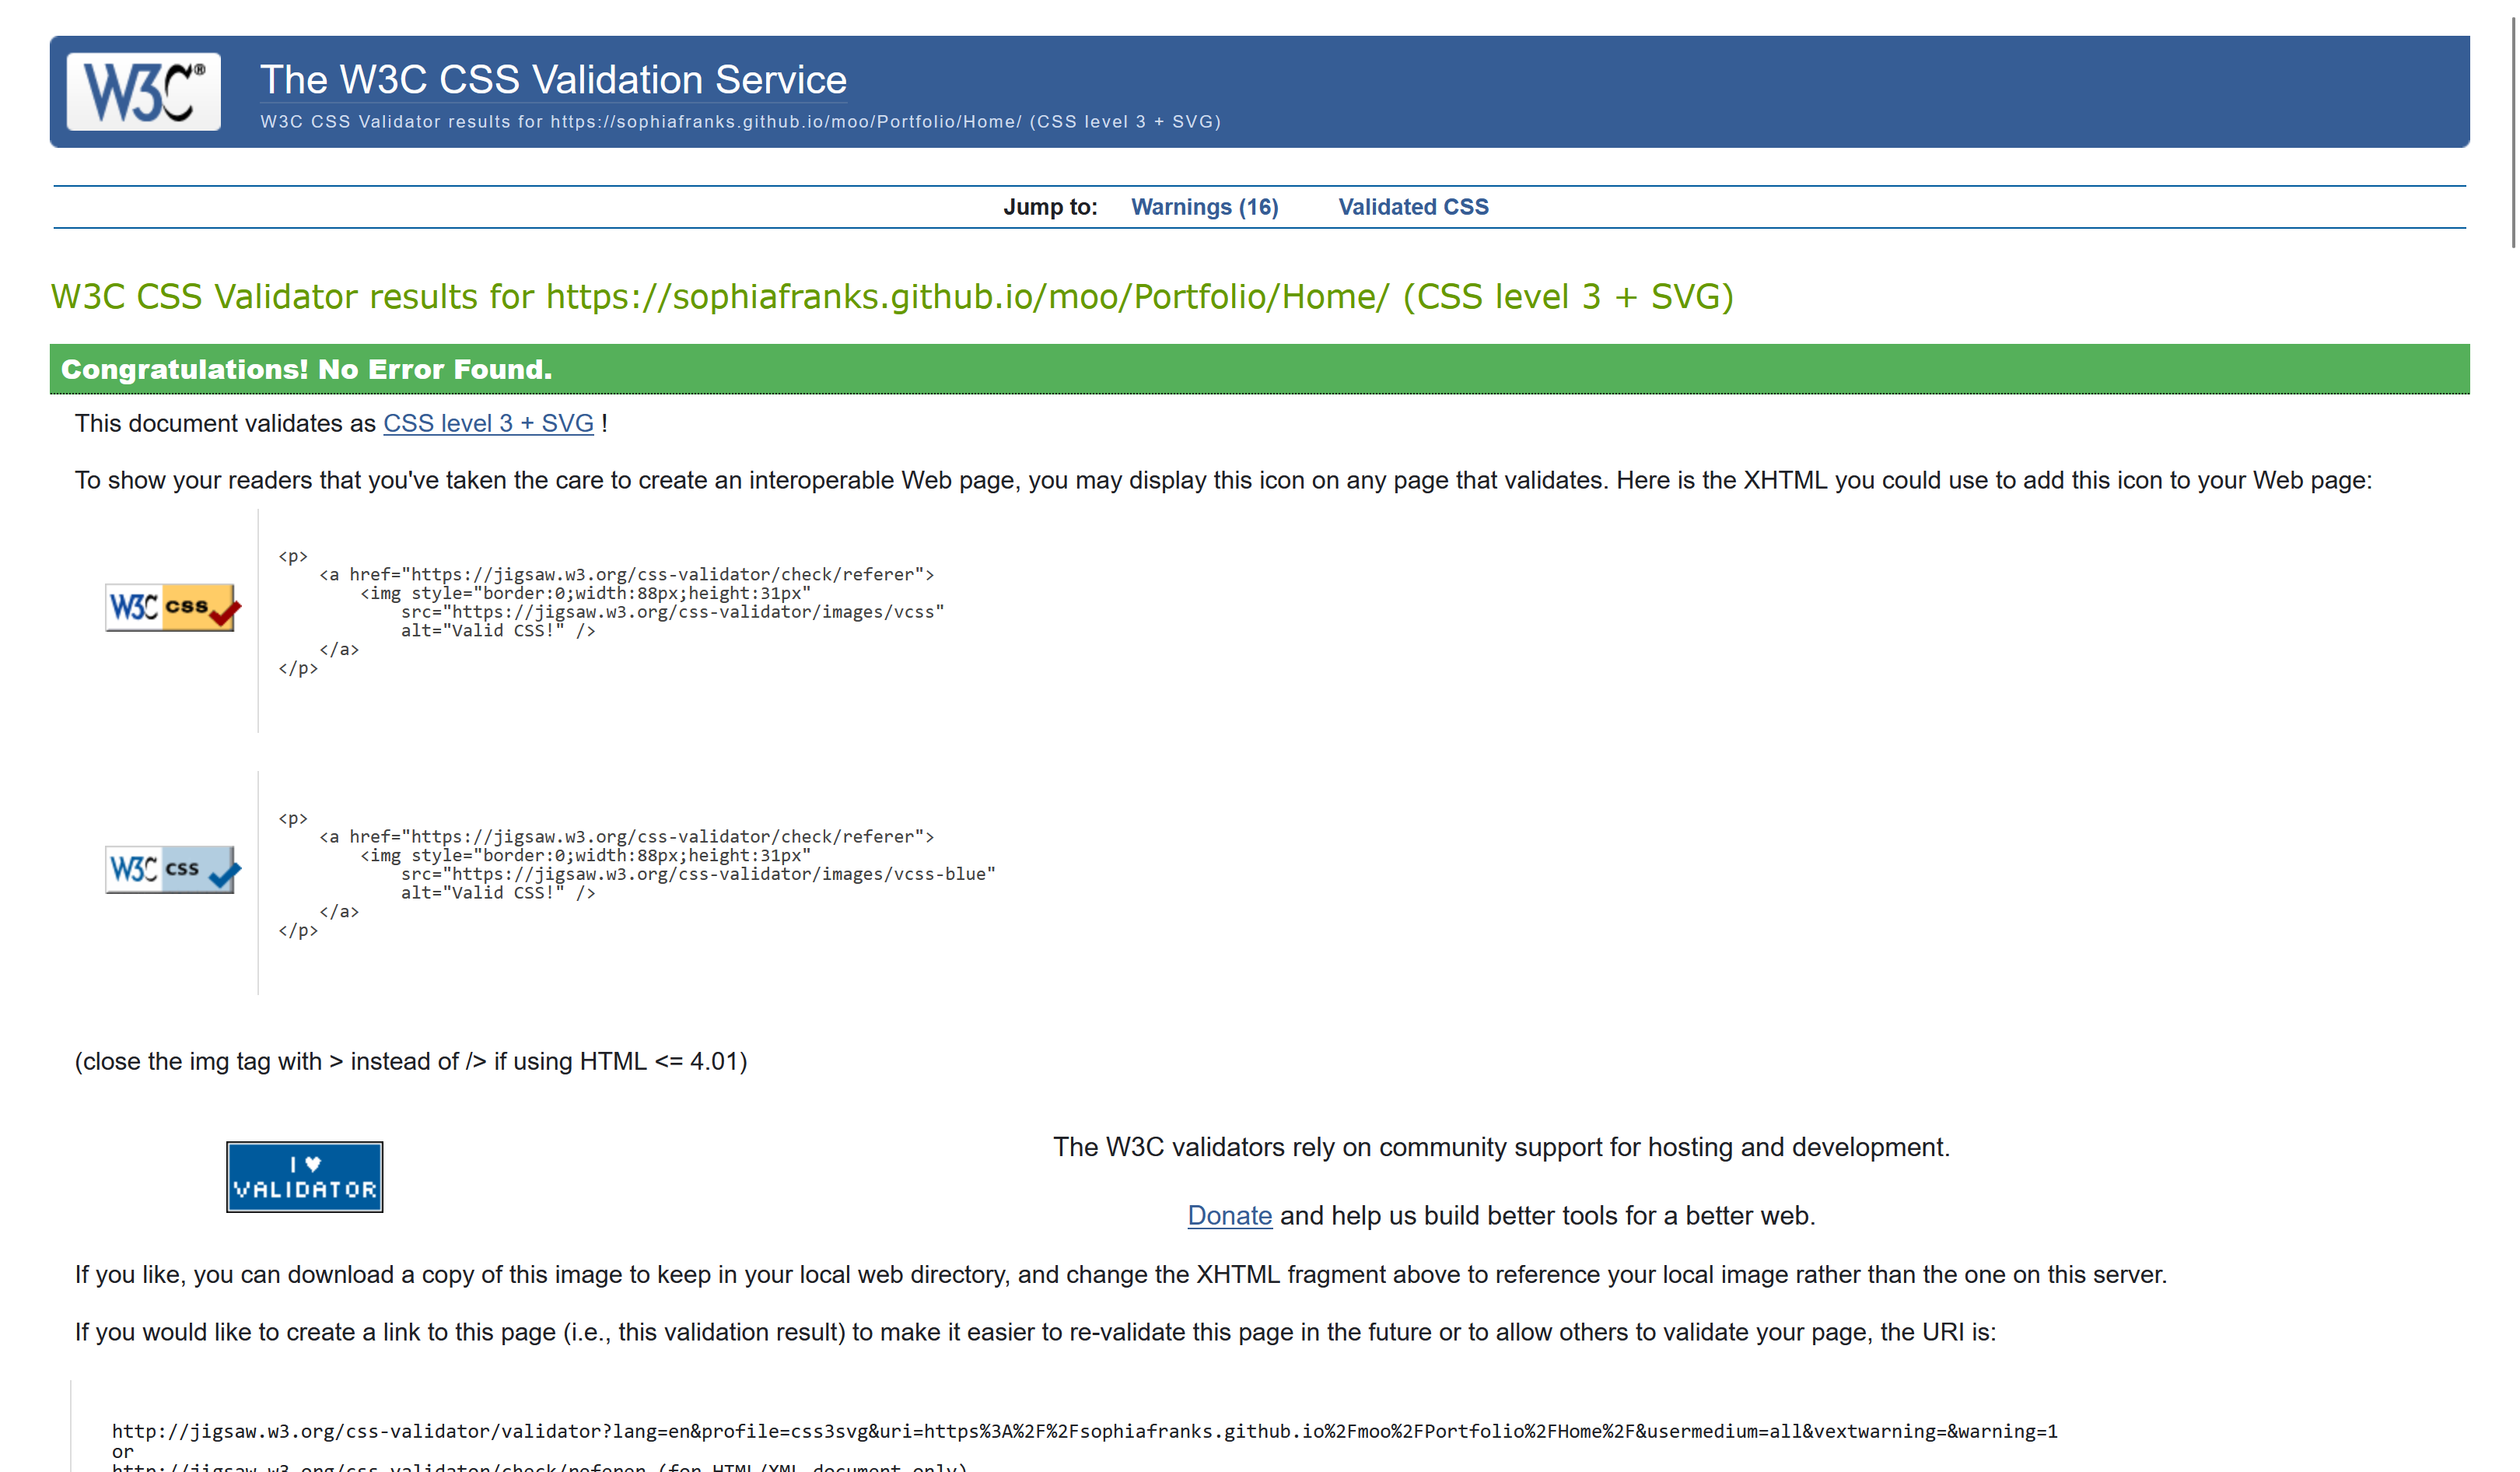 W3C®
The W3C CSS Validation Service
W3C CSS Validator results for https://sophiafranks.github.io/moo/Portfolio/Home/ (CSS level 3 + SVG)
Jump to: Warnings (16) Validated CSS
W3C CSS Validator results for https://sophiafranks.github.io/moo/Portfolio/Home/ (CSS level 3 + SVG)
Congratulations! No Error Found.
This document validates as CSS level 3 + SVG !
To show your readers that you've taken the care to create an interoperable Web page, you may display this icon on any page that validates. Here is the XHTML you could use to add this icon to your Web page:
W3C css
<p>
<a href="https://jigsaw.w3.org/css-validator/check/referer">
<img style="border:0;width:88px;height:31px"
src="https://jigsaw.w3.org/css-validator/images/vcss"
alt="Valid CSS!" />
</a>
</p>
W3C css
<p>
<a href="https://jigsaw.w3.org/css-validator/check/referer">
<img style="border:0;width:88px;height:31px"
src="https://jigsaw.w3.org/css-validator/images/vcss-blue"
alt="Valid CSS!" />
</a>
</p>
(close the img tag with > instead of /> if using HTML <= 4.01)
I ♥
VALIDATOR
The W3C validators rely on community support for hosting and development.
Donate and help us build better tools for a better web.
If you like, you can download a copy of this image to keep in your local web directory, and change the XHTML fragment above to reference your local image rather than the one on this server.
If you would like to create a link to this page (i.e., this validation result) to make it easier to re-validate this page in the future or to allow others to validate your page, the URI is:
http://jigsaw.w3.org/css-validator/validator?lang=en&profile=css3svg&uri=https%3A%2F%2Fsophiafranks.github.io%2Fmoo%2FPortfolio%2FHome%2F&usermedium=all&vextwarning=&warning=1
or
http://jigsaw.w3.org/css-validator/check/referer (for HTML/XML document only)